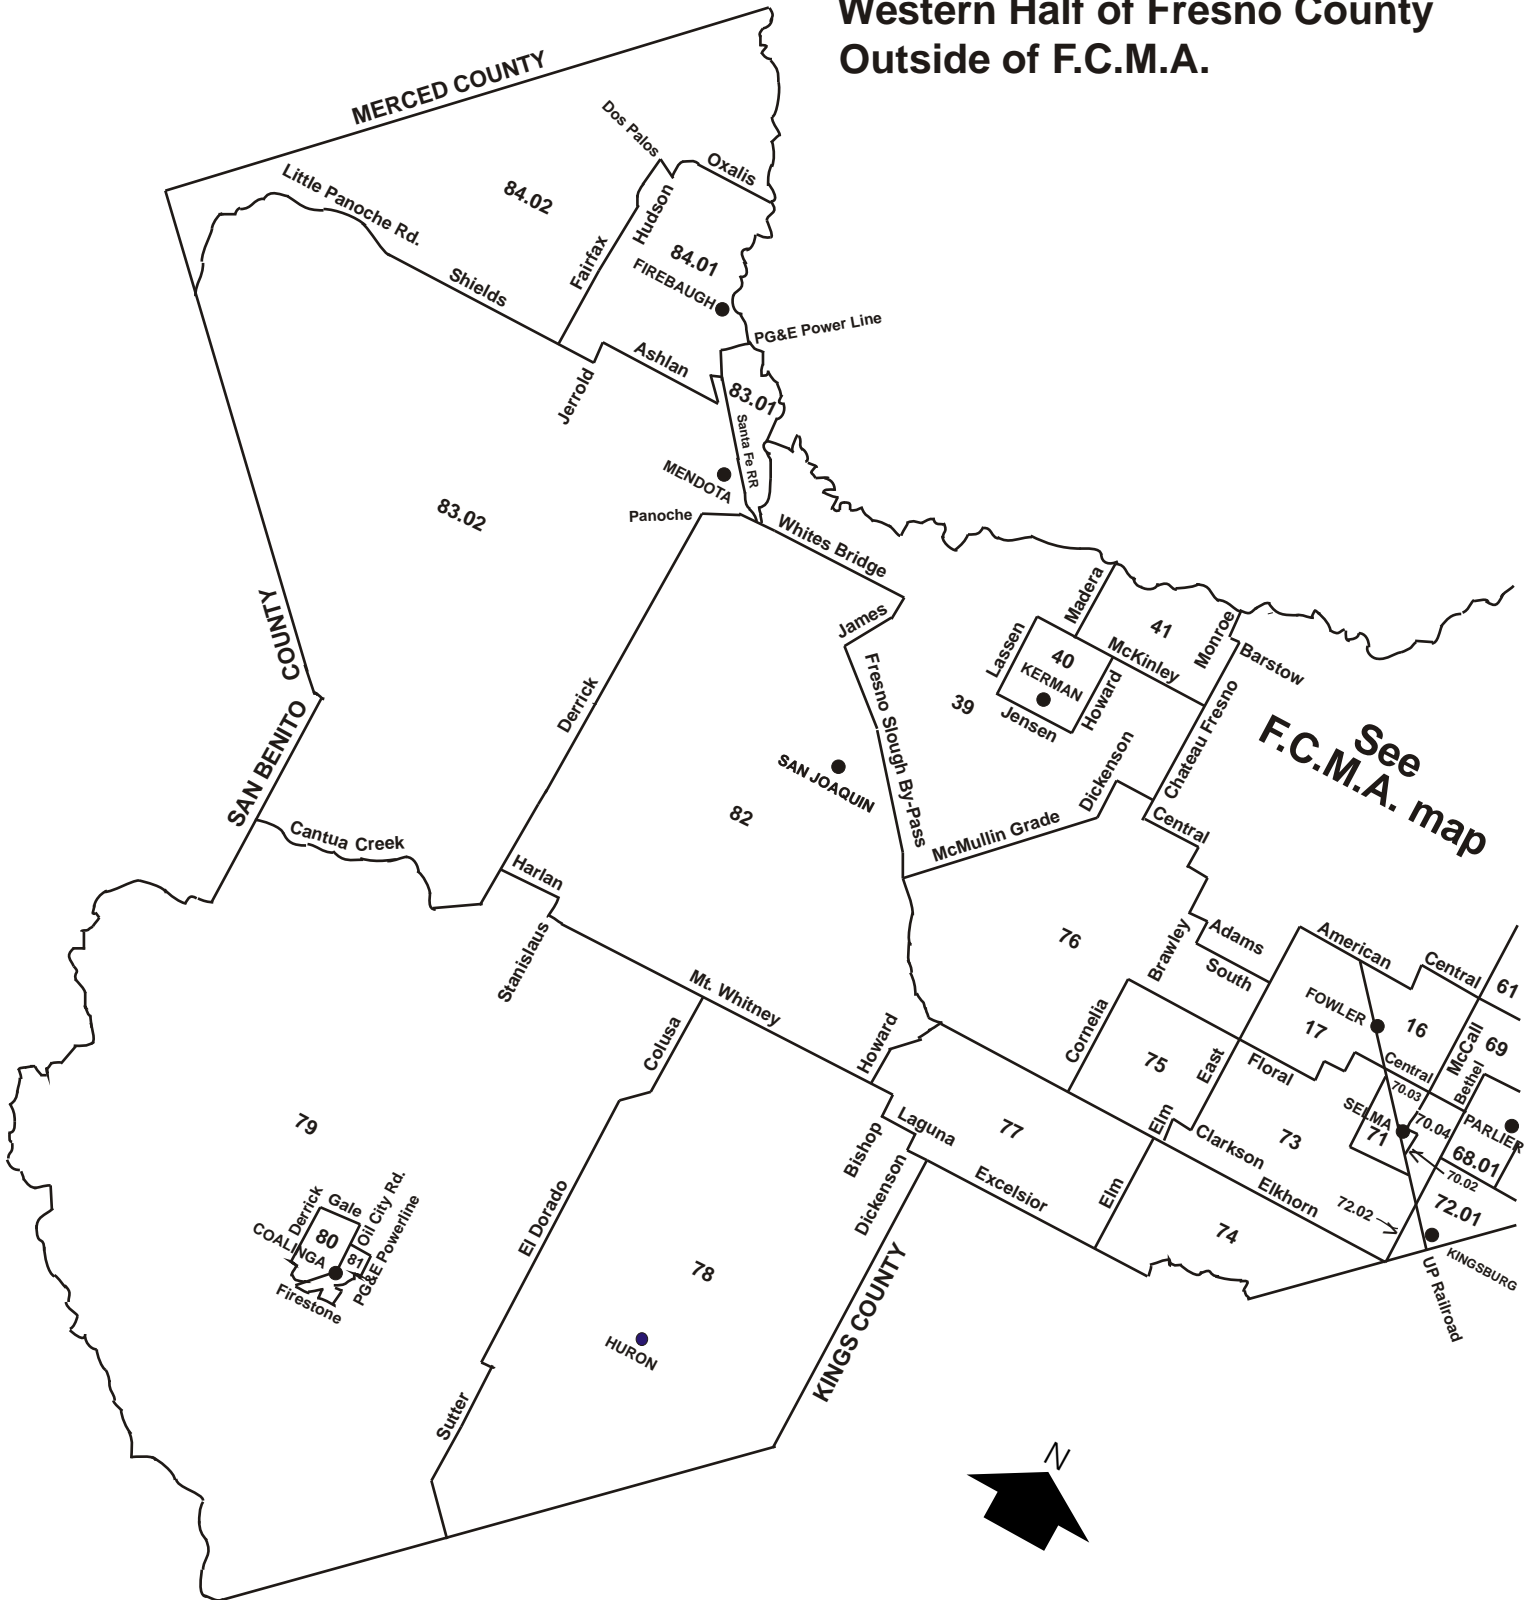 Western Half of Fresno County
Outside of F.C.M.A.
MERCED COUNTY
Dos Palos
Oxalis
Little Panoche Rd.
84.02
Hudson
Fairfax
84.01
FIREBAUGH
Shields
PG&E Power Line
Ashlan
Jerrold
83.01
Santa Fe RR
MENDOTA
83.02
Panoche
Whites Bridge
Madera
James
41
Monroe
Lassen
McKinley
Barstow
40
KERMAN
COUNTY
Fresno Slough By-Pass
39
Jensen
Howard
Chateau Fresno
Derrick
SAN BENITO
See
F.C.M.A. map
Dickenson
SAN JOAQUIN
82
Cantua Creek
McMullin Grade
Central
Harlan
Stanislaus
76
Brawley
Adams
South
American
Central
61
Mt. Whitney
FOWLER
17
16
McCall
69
Colusa
Howard
Cornelia
75
East
Floral
Central
Bethel
70.03
79
Laguna
77
Elm
Clarkson
73
SELMA
71
70.04
PARLIER
68.01
Bishop
Dickenson
Excelsior
Elm
Elkhorn
70.02
72.02
72.01
Derrick
Gale
Oil City Rd.
PG&E Powerline
COALINGA
80
81
Firestone
El Dorado
74
KINGSBURG
UP Railroad
78
KINGS COUNTY
HURON
Sutter
N